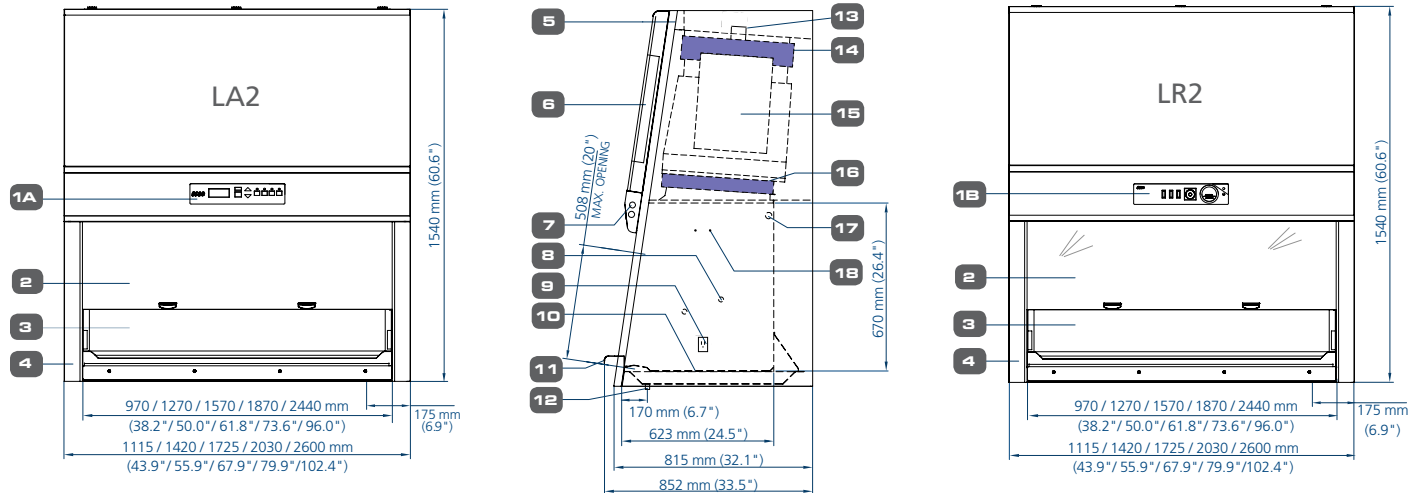 LA2
1A
2
3
4
1540 mm (60.6")
970 / 1270 / 1570 / 1870 / 2440 mm
(38.2"/ 50.0"/ 61.8"/ 73.6"/ 96.0")
175 mm
(6.9")
1115 / 1420 / 1725 / 2030 / 2600 mm
(43.9"/ 55.9"/ 67.9"/ 79.9"/102.4")
5
6
7
8
9
10
11
12
13
14
15
16
17
18
508 mm (20")
MAX. OPENING
670 mm (26.4")
170 mm (6.7")
623 mm (24.5")
815 mm (32.1")
852 mm (33.5")
LR2
1B
2
3
4
1540 mm (60.6")
970 / 1270 / 1570 / 1870 / 2440 mm
(38.2"/ 50.0"/ 61.8"/ 73.6"/ 96.0")
175 mm
(6.9")
1115 / 1420 / 1725 / 2030 / 2600 mm
(43.9"/ 55.9"/ 67.9"/ 79.9"/102.4")